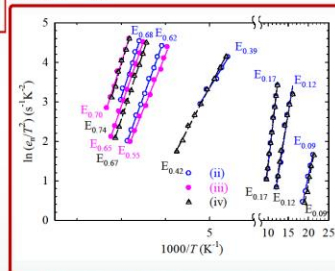 5
4
3
2
1
0
ln (eₙ/T²) (s⁻¹K⁻²)
E0.68
E0.62
E0.39
E0.17
E0.12
E0.09
E0.70
E0.74
E0.65
E0.67
E0.55
E0.42
(ii)
(iii)
(iv)
E0.17
E0.12
E0.09
5
10
15
20
25
1000/T (K⁻¹)